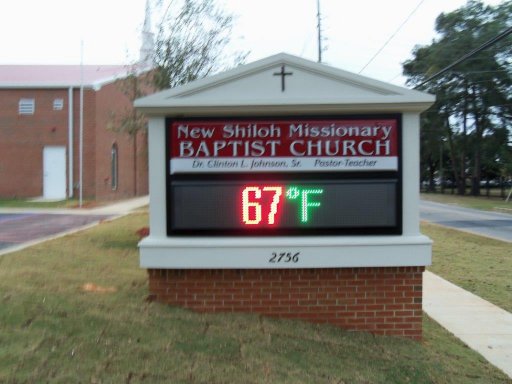 New Shiloh Missionary
BAPTIST CHURCH
Dr. Clinton L. Johnson, Sr. Pastor-Teacher
67°F
2756